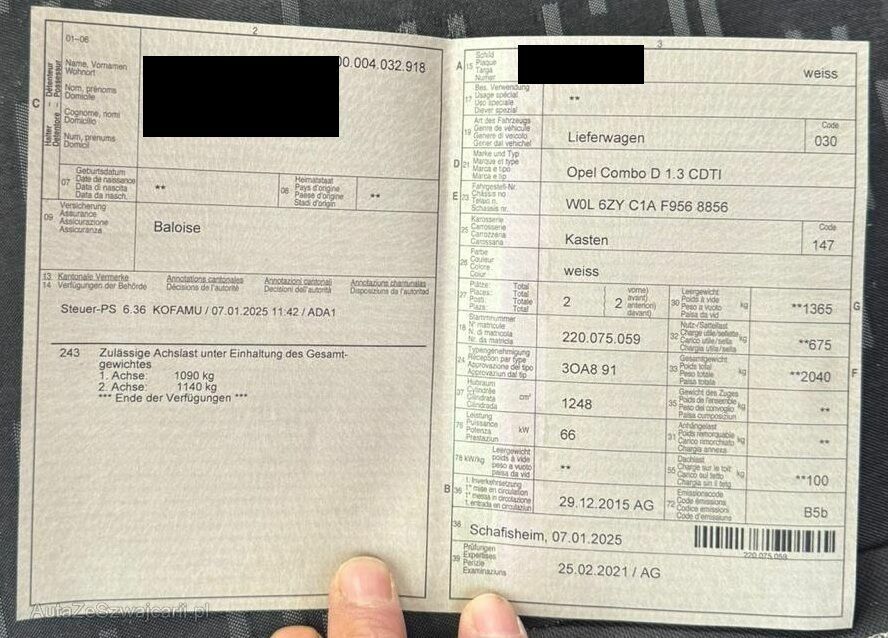 2
01–06
Name, Vornamen
Wohnort
Nom, prénoms
Domicile
Cognome, nomi
Domicilio
Num, prenums
Domicil
C
Halter Détenteur
Detentore Possessur
00.004.032.918
07
Geburtsdatum
Date de naissance
Data di nascita
Data da nasch.
**
08
Heimatstaat
Pays d'origine
Paese d'origine
Stadi d'origin
**
09
Versicherung
Assurance
Assicurazione
Assicuranza
Baloise
13 Kantonale Vermerke Annotations cantonales Annotazioni cantonali Annotaziuns chantunalas
14 Verfügungen der Behörde Décisions de l'autorité Decisioni dell'autorità Disposiziuns da l'autoritad
Steuer-PS 6.36 KOFAMU / 07.01.2025 11:42 / ADA1
243 Zulässige Achslast unter Einhaltung des Gesamt-
gewichtes
1. Achse: 1090 kg
2. Achse: 1140 kg
*** Ende der Verfügungen ***
3
A
15
Schild
Plaque
Targa
Numer
weiss
17
Bes. Verwendung
Usage spécial
Uso speciale
Diever spezial
**
19
Art des Fahrzeugs
Genre de véhicule
Genere di veicolo
Gener dal vehichel
Lieferwagen
Code
030
D
21
Marke und Typ
Marque et type
Marca e tipo
Marca e tip
Opel Combo D 1.3 CDTI
E
23
Fahrgestell-Nr.
Châssis no
Telaio n.
Schassis nr.
W0L 6ZY C1A F956 8856
25
Karosserie
Carrosserie
Carrozzeria
Carossaria
Kasten
Code
147
26
Farbe
Couleur
Colore
Colur
weiss
27
Plätze: Total
Places: Total
Posti: Totale
Plazs: Total
2
2
vorne)
avant)
anteriori)
davant)
30
Leergewicht
Poids à vide
Peso a vuoto
Paisa da vid
kg
**1365
G
18
Stammnummer
N° matricule
N. di matricola
Nr. da matricla
220.075.059
32
Nutz-/Sattellast
Charge utile/sellette
Carico utile/sella
Chargia utila/sella
kg
**675
24
Typengenehmigung
Réception par type
Approvazione del tipo
Approvaziun dal tip
3OA8 91
33
Gesamtgewicht
Poids total
Peso totale
Paisa totala
kg
**2040
F
37
Hubraum
Cylindrée
Cilindrata
Cilindrada
cm³
1248
35
Gewicht des Zuges
Poids de l'ensemble
Peso del convoglio
Paisa cumposiziun
kg
**
76
Leistung
Puissance
Potenza
Prestaziun
kW
66
31
Anhängelast
Poids remorquable
Carico rimorchiato
Chargia annexa
kg
**
78 kW/kg
Leergewicht
poids à vide
peso a vuoto
paisa da vid
**
55
Dachlast
Charge sur le toit
Carico sul tetto
Chargia sin il tetg
kg
**100
B
36
1. Inverkehrsetzung
1re mise en circulation
1a messa in circolazione
1. entrada en circulaziun
29.12.2015 AG
72
Emissionscode
Code émissions
Codice emissioni
Code d'emissiuns
B5b
38
Schafisheim, 07.01.2025
220.075.059
39
Prüfungen
Expertises
Perizie
Examinaziuns
25.02.2021 / AG
AutaZeSzwajcarii.pl